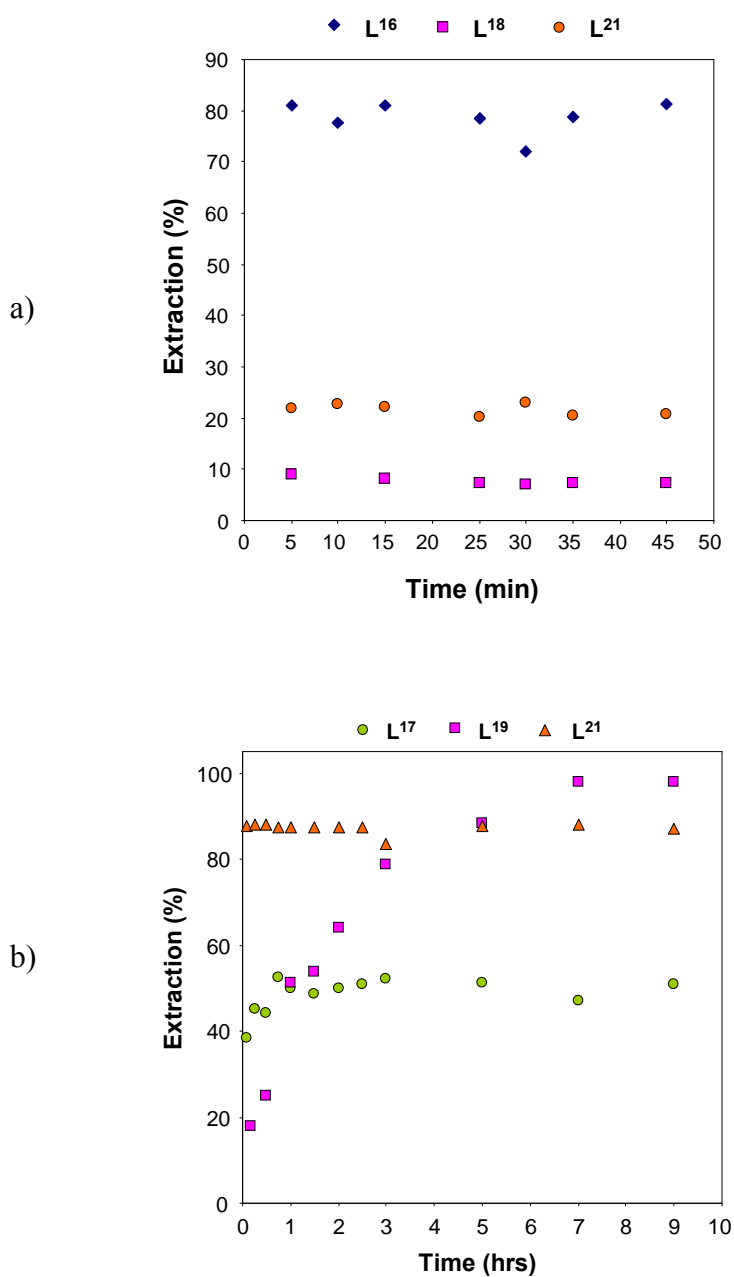 L16 L18 L21
90
80
70
60
50
40
30
20
10
0
0 5 10 15 20 25 30 35 40 45 50
Extraction (%)
Time (min)
a)
L17 L19 L21
100
80
60
40
20
0
0 1 2 3 4 5 6 7 8 9 10
Extraction (%)
Time (hrs)
b)